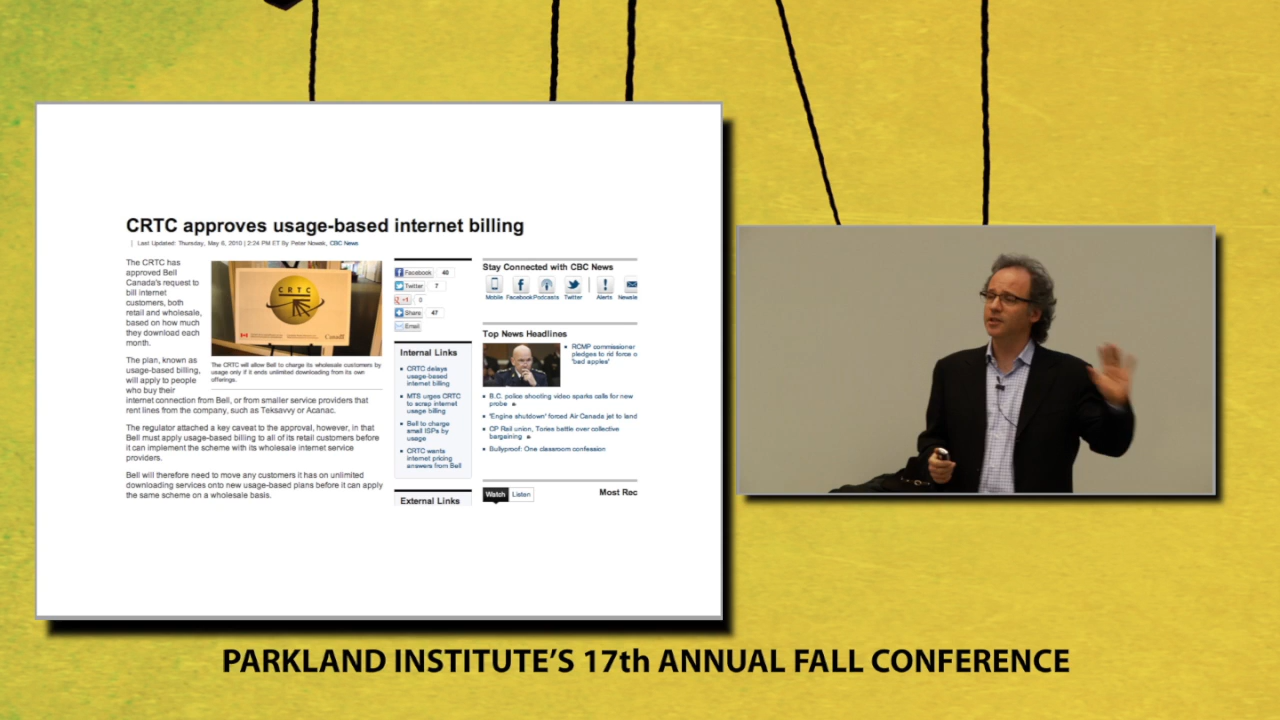 CRTC approves usage-based internet billing
Last Updated: Thursday, May 6, 2010 | 2:24 PM ET By Peter Nowak, CBC News
The CRTC has
approved Bell
Canada's request to
bill internet
customers, both
retail and wholesale,
based on how much
they download each
month.
The plan, known as
usage-based billing,
will apply to people
who buy their
internet connection from Bell, or from smaller service providers that
rent lines from the company, such as Teksavvy or Acanac.
The regulator attached a key caveat to the approval, however, in that
Bell must apply usage-based billing to all of its retail customers before
it can implement the scheme with its wholesale internet service
providers.
Bell will therefore need to move any customers it has on unlimited
downloading services onto new usage-based plans before it can apply
the same scheme on a wholesale basis.
CRTC
Canada
The CRTC will allow Bell to charge its wholesale customers by
usage only if it ends unlimited downloading from its own
offerings.
Facebook 40
Twitter 7
+1 0
Share 47
Email
Internal Links
CRTC delays
usage-based
internet billing
MTS urges CRTC
to scrap internet
usage billing
Bell to charge
small ISPs by
usage
CRTC wants
internet pricing
answers from Bell
External Links
Stay Connected with CBC News
Mobile Facebook Podcasts Twitter Alerts Newsle
Top News Headlines
RCMP commissioner
pledges to rid force o
'bad apples'
B.C. police shooting video sparks calls for new
probe
'Engine shutdown' forced Air Canada jet to land
CP Rail union, Tories battle over collective
bargaining
Bullyproof: One classroom confession
Watch Listen
Most Rec
PARKLAND INSTITUTE'S 17th ANNUAL FALL CONFERENCE